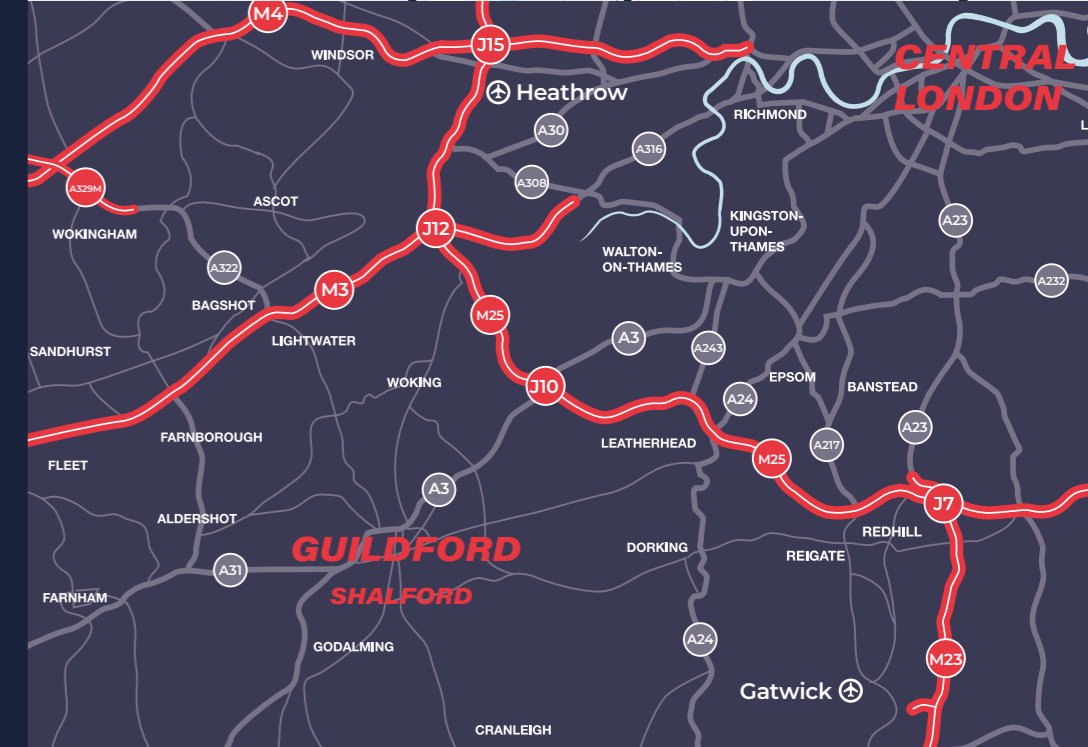 M4
J15
WINDSOR
CENTRAL
LONDON
Heathrow
RICHMOND
A30
A316
A308
A329M
ASCOT
WOKINGHAM
J12
KINGSTON-
UPON-
THAMES
A23
WALTON-
ON-THAMES
A322
A232
M3
BAGSHOT
M25
LIGHTWATER
A3
A243
SANDHURST
WOKING
J10
EPSOM
BANSTEAD
A24
A23
FARNBOROUGH
LEATHERHEAD
A217
FLEET
M25
A3
J7
ALDERSHOT
REDHILL
GUILDFORD
DORKING
REIGATE
A31
SHALFORD
FARNHAM
GODALMING
A24
M23
Gatwick
CRANLEIGH